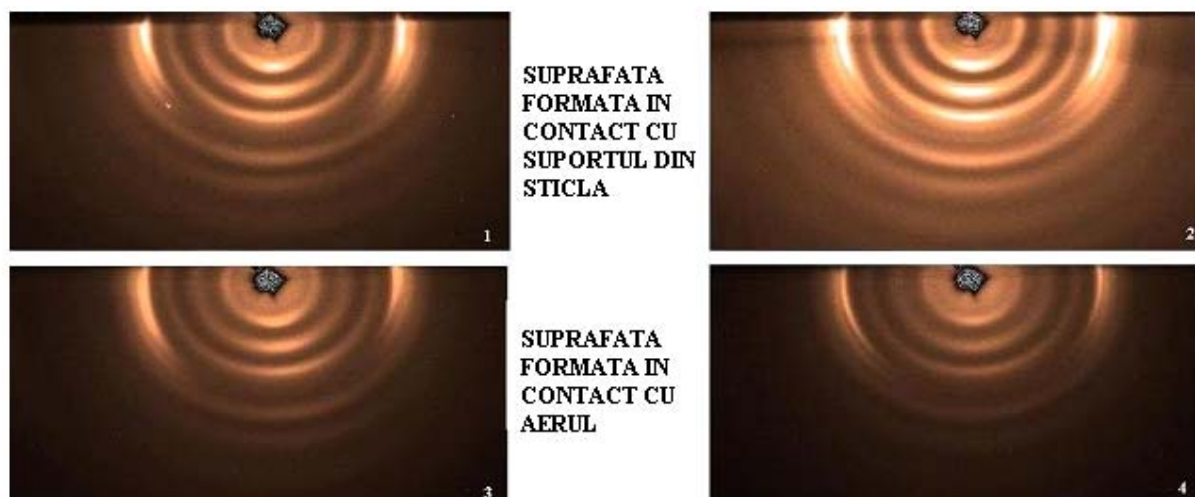 SUPRAFATA
FORMATA IN
CONTACT CU
SUPORTUL DIN
STICLA
1
2
SUPRAFATA
FORMATA IN
CONTACT CU
AERUL
3
4